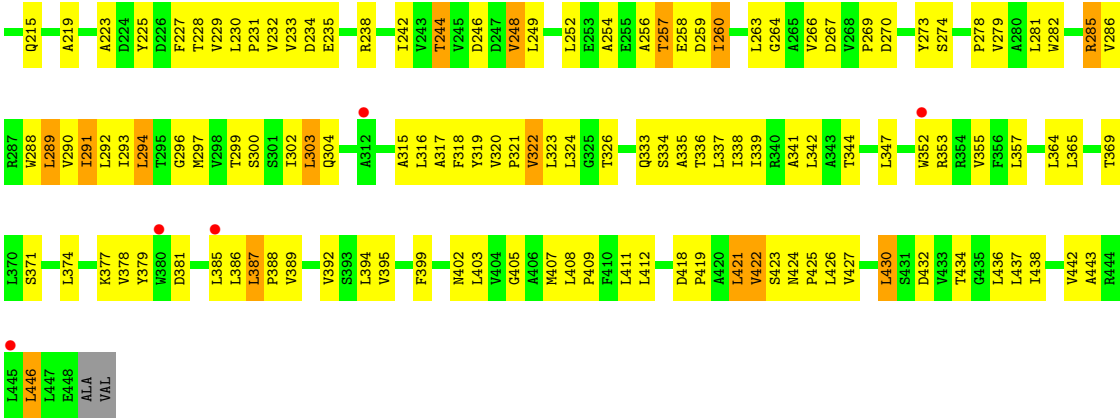 Q215 A219 A223 D224 Y225 D226 F227 T228 V229 L230 P231 V232 V233 D234 E235 R238 I242 V243 T244 V245 D246 D247 V248 L249 L252 E253 A254 E255 A256 T257 E258 D259 I260 L263 G264 A265 V266 D267 V268 P269 D270 Y273 S274 P278 V279 A280 L281 W282 R285 V286
R287 W288 L289 V290 I291 L292 I293 L294 T295 G296 M297 V298 T299 S300 S301 I302 L303 Q304 A312 A315 L316 A317 F318 Y319 V320 P321 V322 L323 L324 G325 T326 Q333 S334 A335 T336 L337 I338 I339 R340 A341 L342 A343 T344 L347 W352 R353 R354 V355 F356 L357 L364 L365 T369
L370 S371 L374 K377 V378 Y379 W380 D381 L385 L386 L387 P388 V389 V392 S393 L394 V395 F399 N402 L403 V404 G405 A406 M407 L408 P409 F410 L411 L412 D418 P419 A420 L421 V422 S423 N424 P425 L426 V427 L430 S431 D432 V433 T434 G435 L436 L437 I438 V442 A443 R444
L445 L446 L447 E448 ALA VAL